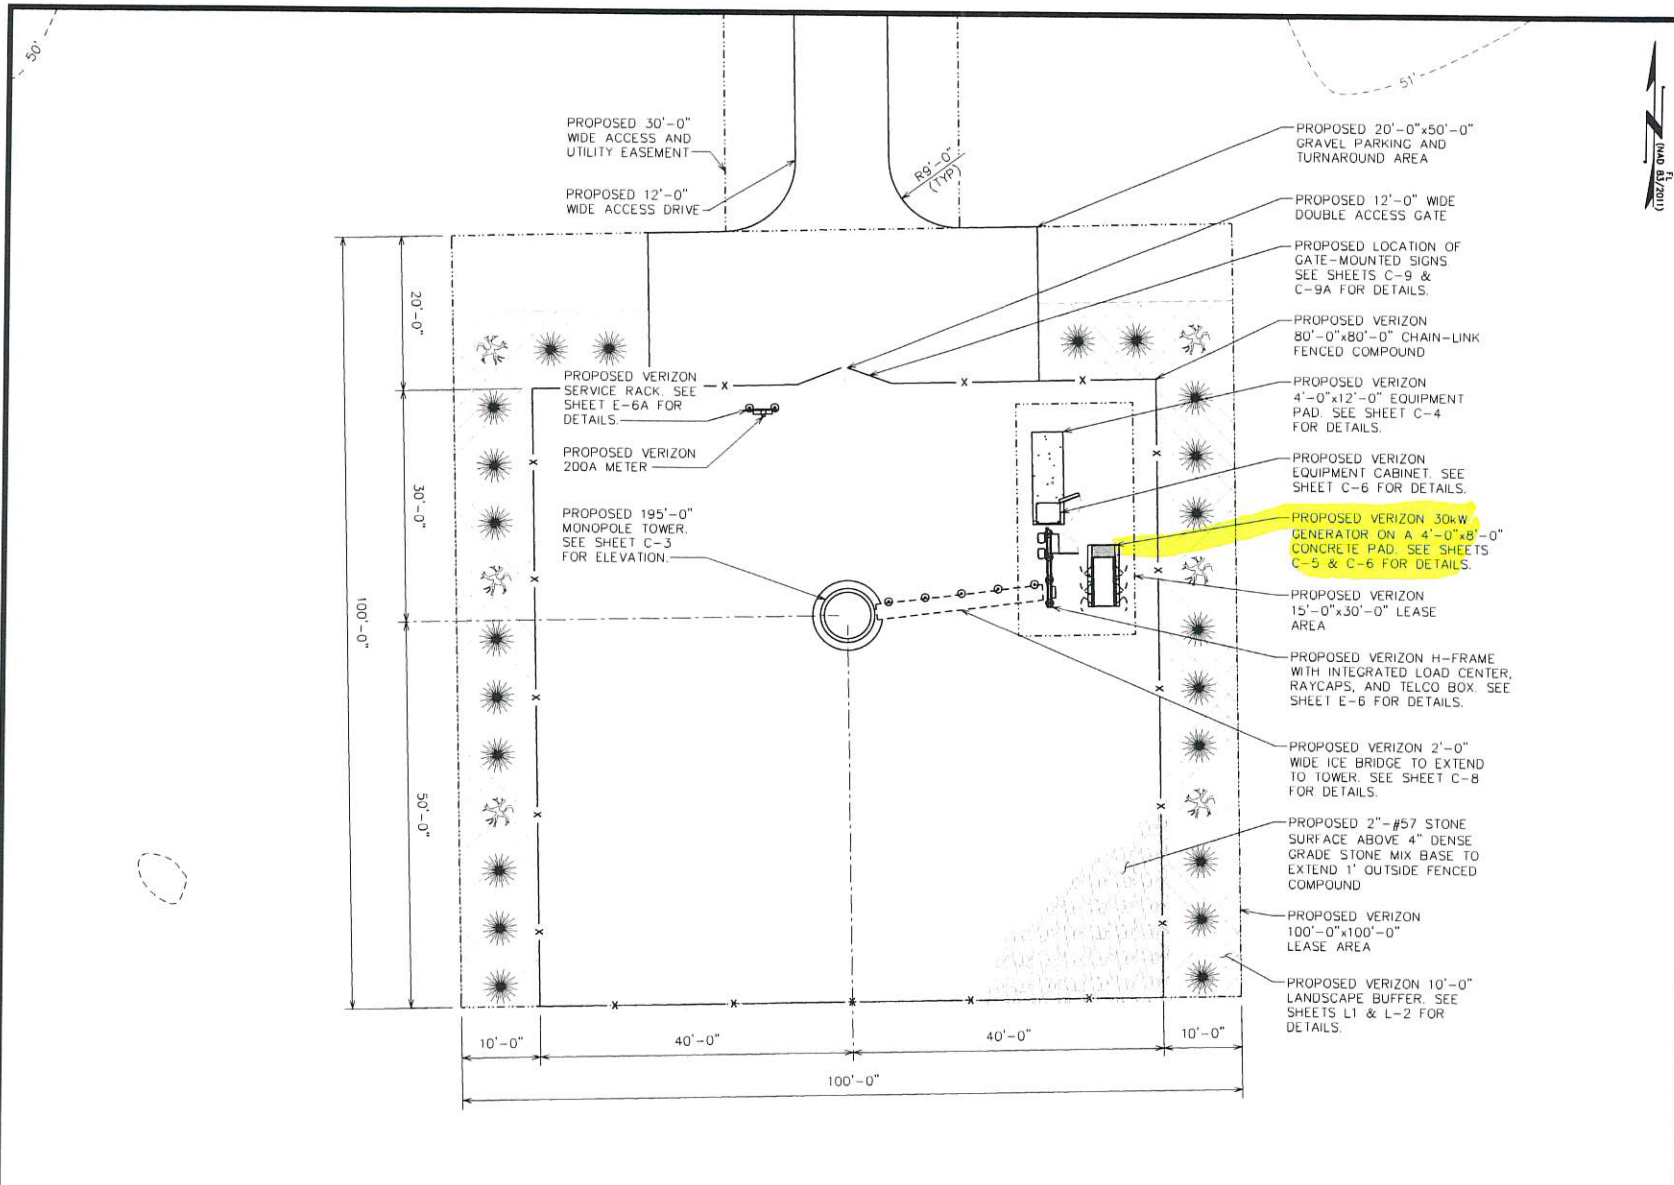 50'
51'
FL
(NAD 83/2011)
PROPOSED 30'-0"
WIDE ACCESS AND
UTILITY EASEMENT
PROPOSED 12'-0"
WIDE ACCESS DRIVE
R9'-0"
(TYP)
PROPOSED 20'-0"x50'-0"
GRAVEL PARKING AND
TURNAROUND AREA
PROPOSED 12'-0" WIDE
DOUBLE ACCESS GATE
PROPOSED LOCATION OF
GATE-MOUNTED SIGNS.
SEE SHEETS C-9 &
C-9A FOR DETAILS.
PROPOSED VERIZON
80'-0"x80'-0" CHAIN-LINK
FENCED COMPOUND
PROPOSED VERIZON
4'-0"x12'-0" EQUIPMENT
PAD. SEE SHEET C-4
FOR DETAILS.
PROPOSED VERIZON
EQUIPMENT CABINET. SEE
SHEET C-6 FOR DETAILS.
PROPOSED VERIZON 30kW
GENERATOR ON A 4'-0"x8'-0"
CONCRETE PAD. SEE SHEETS
C-5 & C-6 FOR DETAILS.
PROPOSED VERIZON
15'-0"x30'-0" LEASE
AREA
PROPOSED VERIZON H-FRAME
WITH INTEGRATED LOAD CENTER,
RAYCAPS, AND TELCO BOX. SEE
SHEET E-6 FOR DETAILS.
PROPOSED VERIZON 2'-0"
WIDE ICE BRIDGE TO EXTEND
TO TOWER. SEE SHEET C-8
FOR DETAILS.
PROPOSED 2"-#57 STONE
SURFACE ABOVE 4" DENSE
GRADE STONE MIX BASE TO
EXTEND 1' OUTSIDE FENCED
COMPOUND
PROPOSED VERIZON
100'-0"x100'-0"
LEASE AREA
PROPOSED VERIZON 10'-0"
LANDSCAPE BUFFER. SEE
SHEETS L1 & L-2 FOR
DETAILS.
PROPOSED VERIZON
SERVICE RACK. SEE
SHEET E-6A FOR
DETAILS.
PROPOSED VERIZON
200A METER
PROPOSED 195'-0"
MONOPOLE TOWER.
SEE SHEET C-3
FOR ELEVATION.
20'-0"
30'-0"
50'-0"
100'-0"
10'-0"
40'-0"
40'-0"
10'-0"
100'-0"